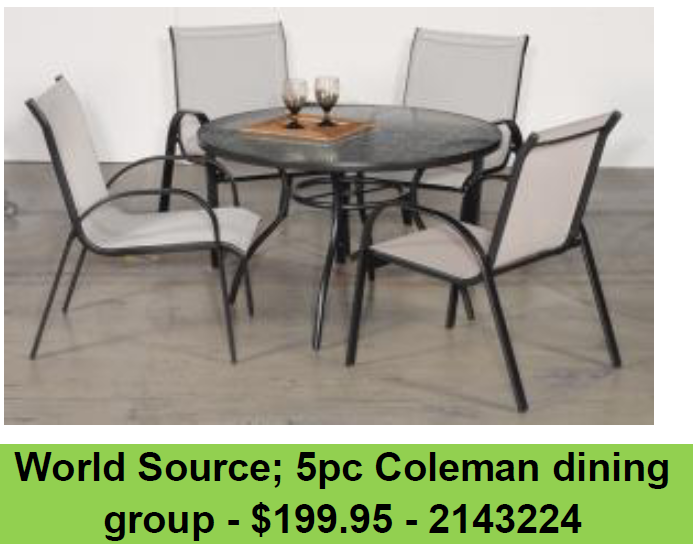 World Source; 5pc Coleman dining
group - $199.95 - 2143224